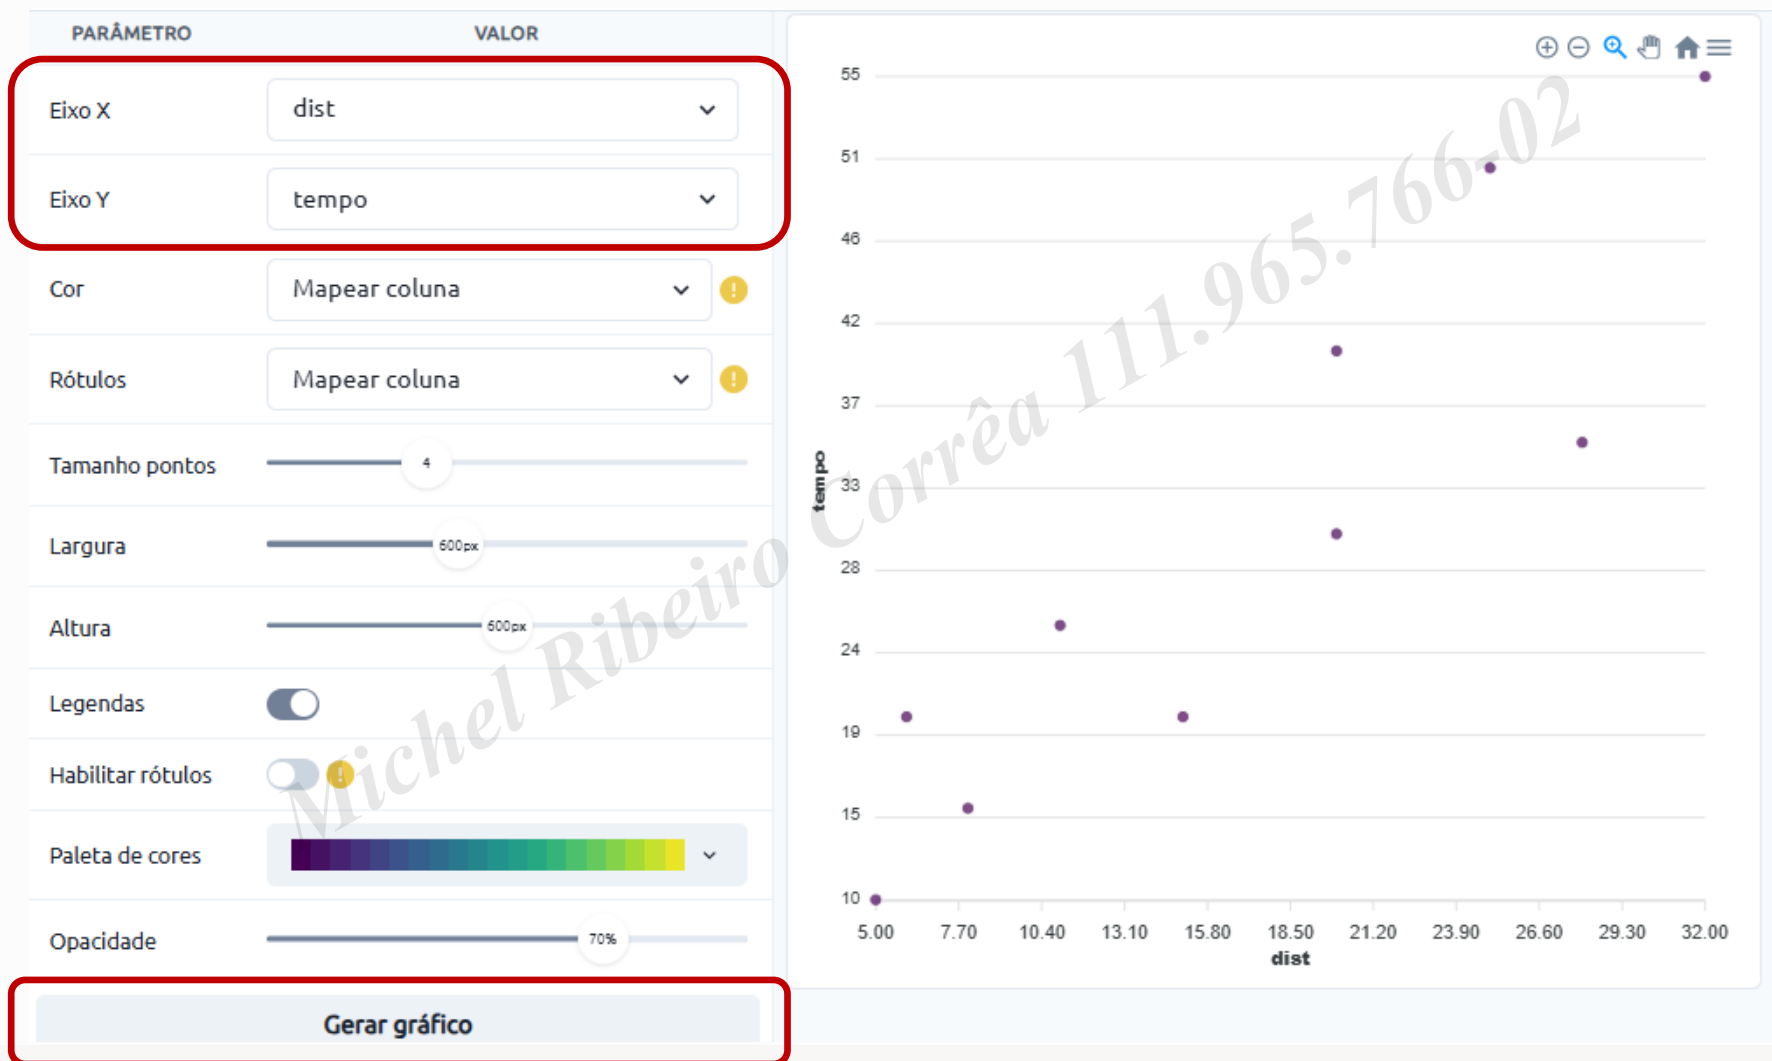 PARÂMETRO VALOR
Eixo X dist
Eixo Y tempo
Cor Mapear coluna !
Rótulos Mapear coluna !
Tamanho pontos 4
Largura 600px
Altura 600px
Legendas
Habilitar rótulos !
Paleta de cores
Opacidade 70%
Gerar gráfico
55
51
46
42
37
33
28
24
19
15
10
tempo
5.00 7.70 10.40 13.10 15.80 18.50 21.20 23.90 26.60 29.30 32.00
dist
Michel Ribeiro Corrêa 111.965.766-02